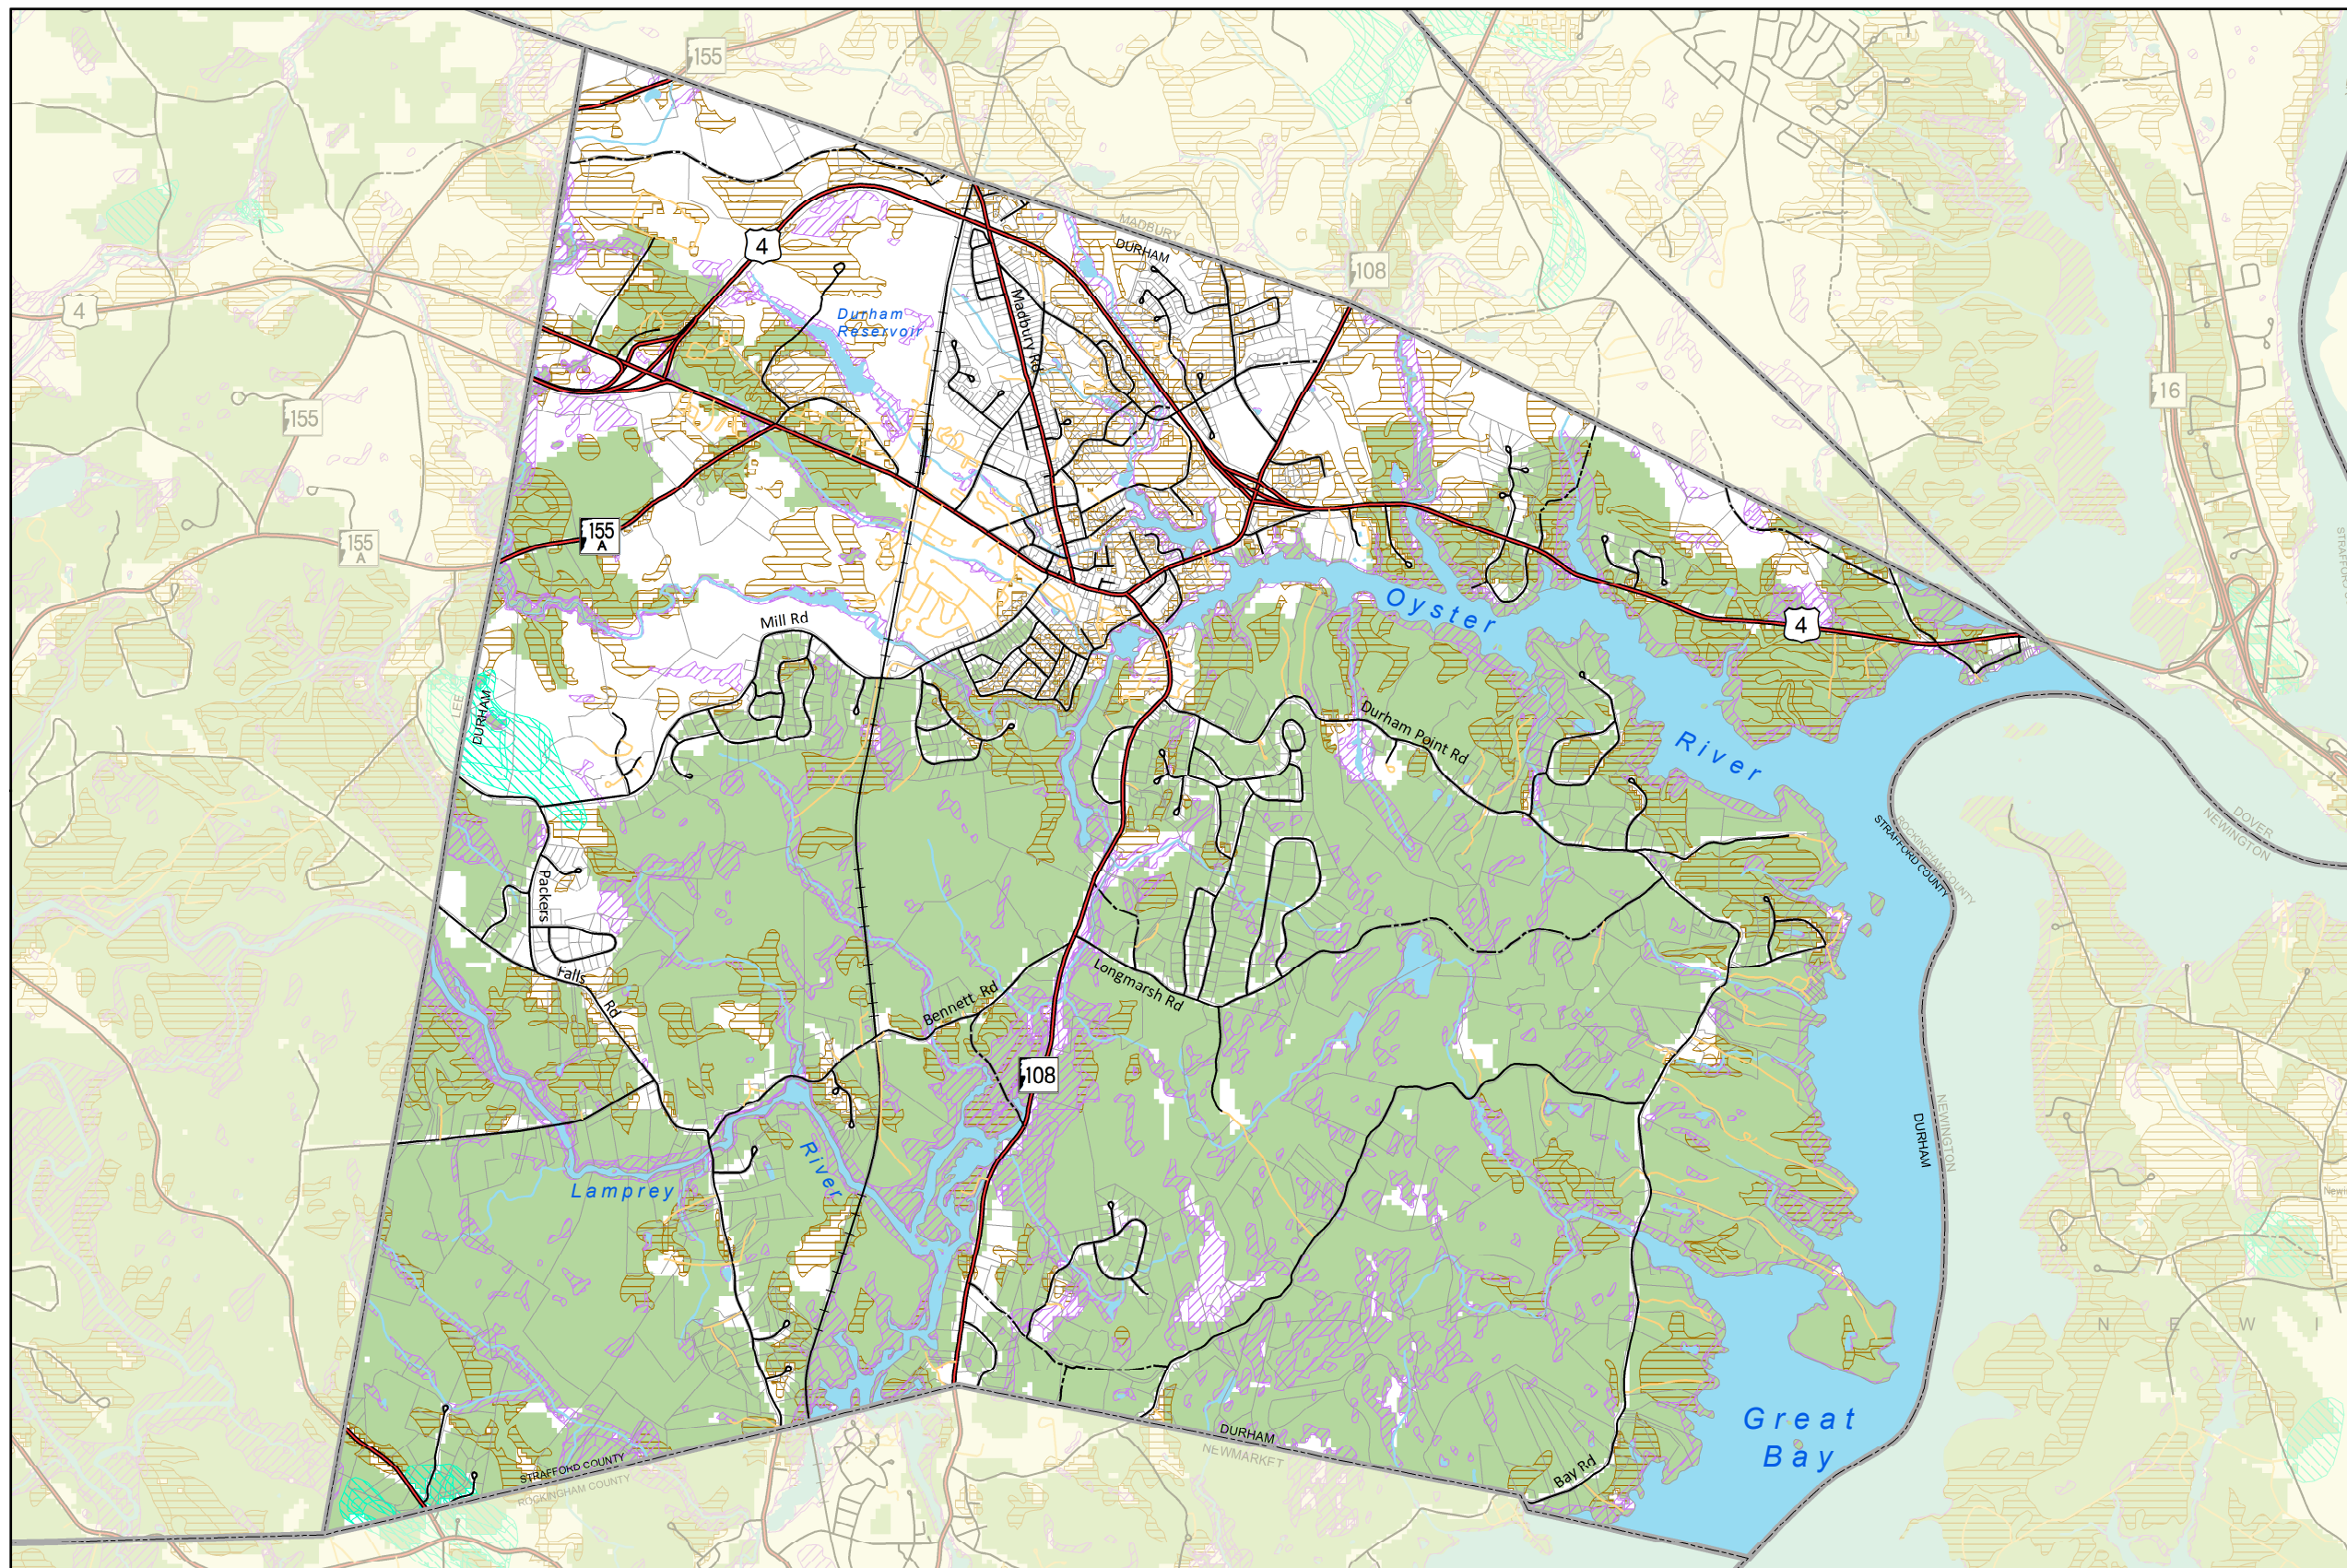 155
MADBURY
DURHAM
4
108
4
Durham
Reservoir
Madbury Rd
16
155
155
A
155
A
Oyster
Mill Rd
4
LEE
DURHAM
Durham Point Rd
River
DOVER
NEWINGTON
ROCKINGHAM COUNTY
STRAFFORD COUNTY
Packers
Falls
Rd
Longmarsh Rd
Bennett Rd
108
NEWINGTON
DURHAM
River
Lamprey
NEWI
Great
Bay
DURHAM
NEWMARKET
STRAFFORD COUNTY
ROCKINGHAM COUNTY
Bay Rd